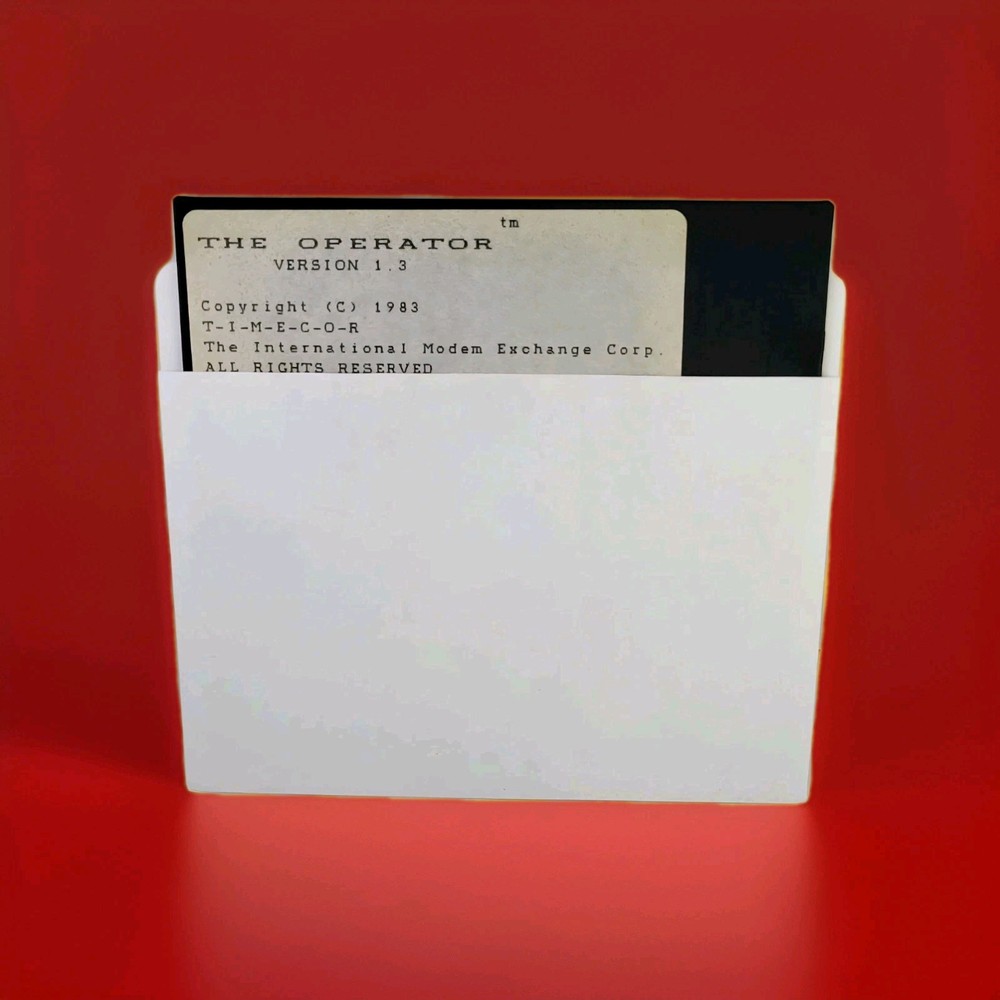 THE OPERATOR tm
VERSION 1.3
Copyright (C) 1983
T-I-M-E-C-O-R
The International Modem Exchange Corp.
ALL RIGHTS RESERVED